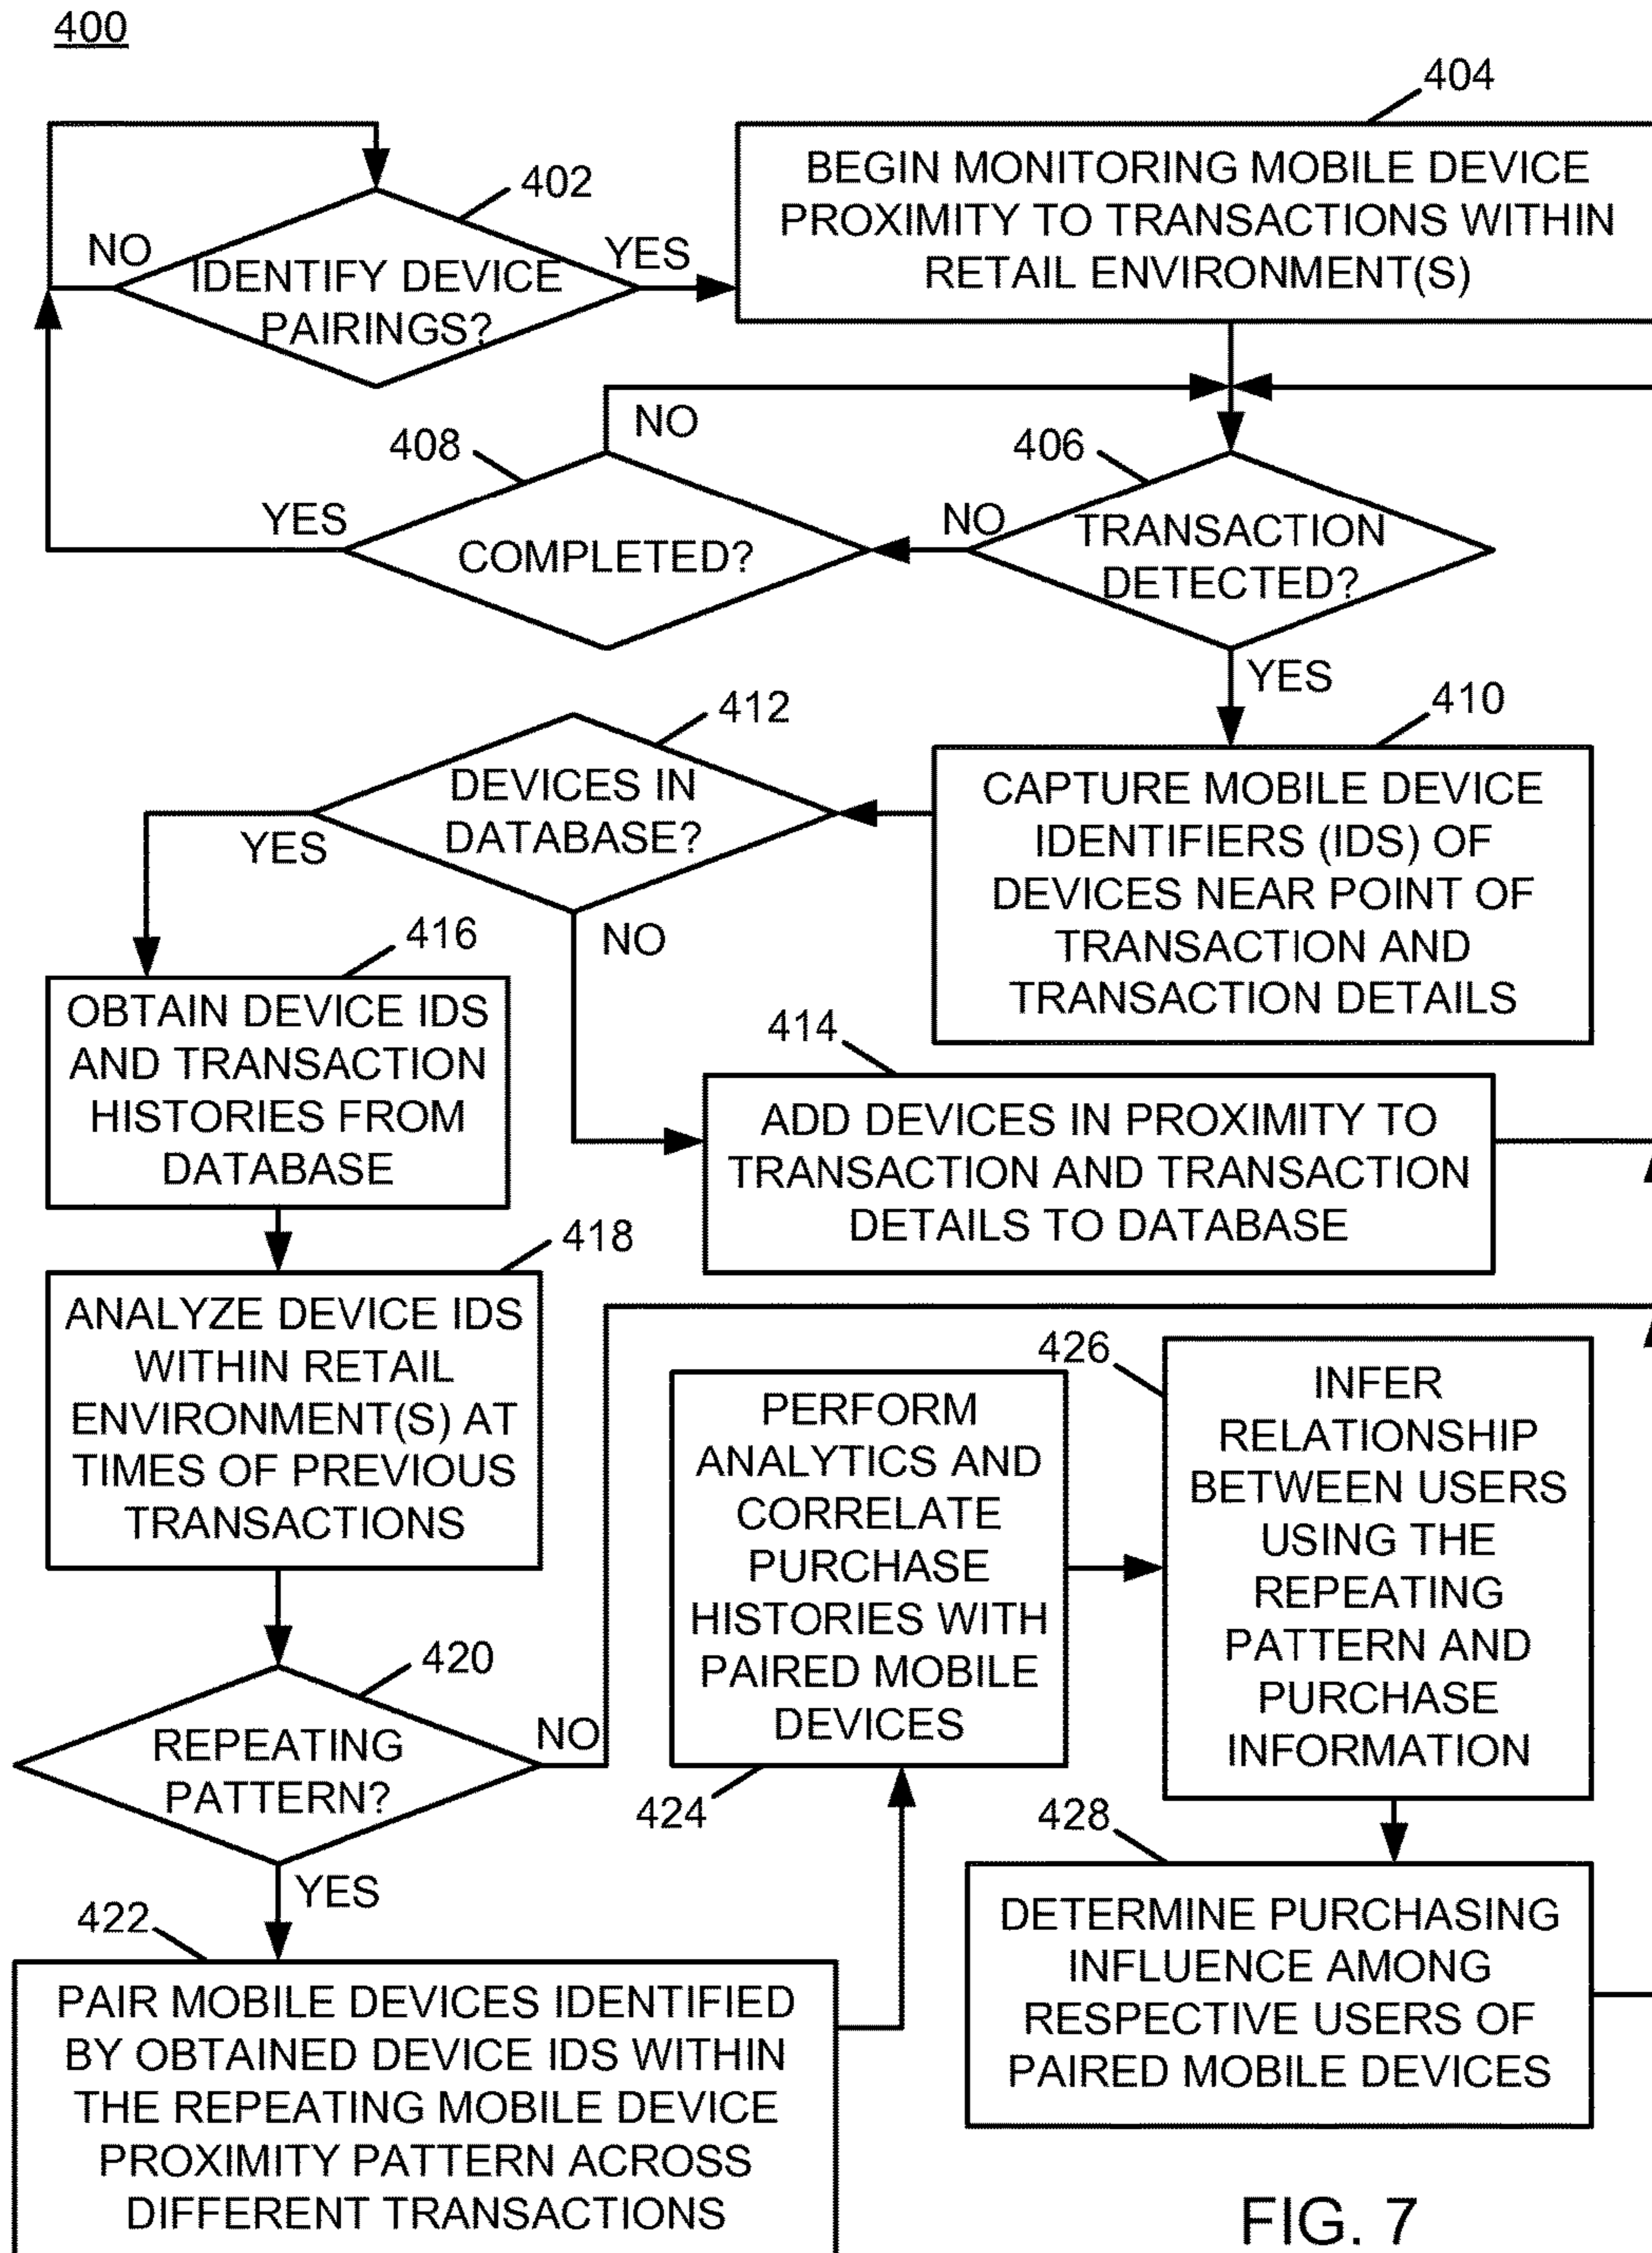 400
404
BEGIN MONITORING MOBILE DEVICE
PROXIMITY TO TRANSACTIONS WITHIN
RETAIL ENVIRONMENT(S)
402
NO
YES
IDENTIFY DEVICE
PAIRINGS?
NO
408
406
YES
COMPLETED?
NO
TRANSACTION
DETECTED?
YES
412
410
DEVICES IN
DATABASE?
YES
NO
CAPTURE MOBILE DEVICE
IDENTIFIERS (IDS) OF
DEVICES NEAR POINT OF
TRANSACTION AND
TRANSACTION DETAILS
416
OBTAIN DEVICE IDS
AND TRANSACTION
HISTORIES FROM
DATABASE
414
ADD DEVICES IN PROXIMITY TO
TRANSACTION AND TRANSACTION
DETAILS TO DATABASE
418
ANALYZE DEVICE IDS
WITHIN RETAIL
ENVIRONMENT(S) AT
TIMES OF PREVIOUS
TRANSACTIONS
420
REPEATING
PATTERN?
NO
YES
422
PAIR MOBILE DEVICES IDENTIFIED
BY OBTAINED DEVICE IDS WITHIN
THE REPEATING MOBILE DEVICE
PROXIMITY PATTERN ACROSS
DIFFERENT TRANSACTIONS
PERFORM
ANALYTICS AND
CORRELATE
PURCHASE
HISTORIES WITH
PAIRED MOBILE
DEVICES
424
426
INFER
RELATIONSHIP
BETWEEN USERS
USING THE
REPEATING
PATTERN AND
PURCHASE
INFORMATION
428
DETERMINE PURCHASING
INFLUENCE AMONG
RESPECTIVE USERS OF
PAIRED MOBILE DEVICES
FIG. 7